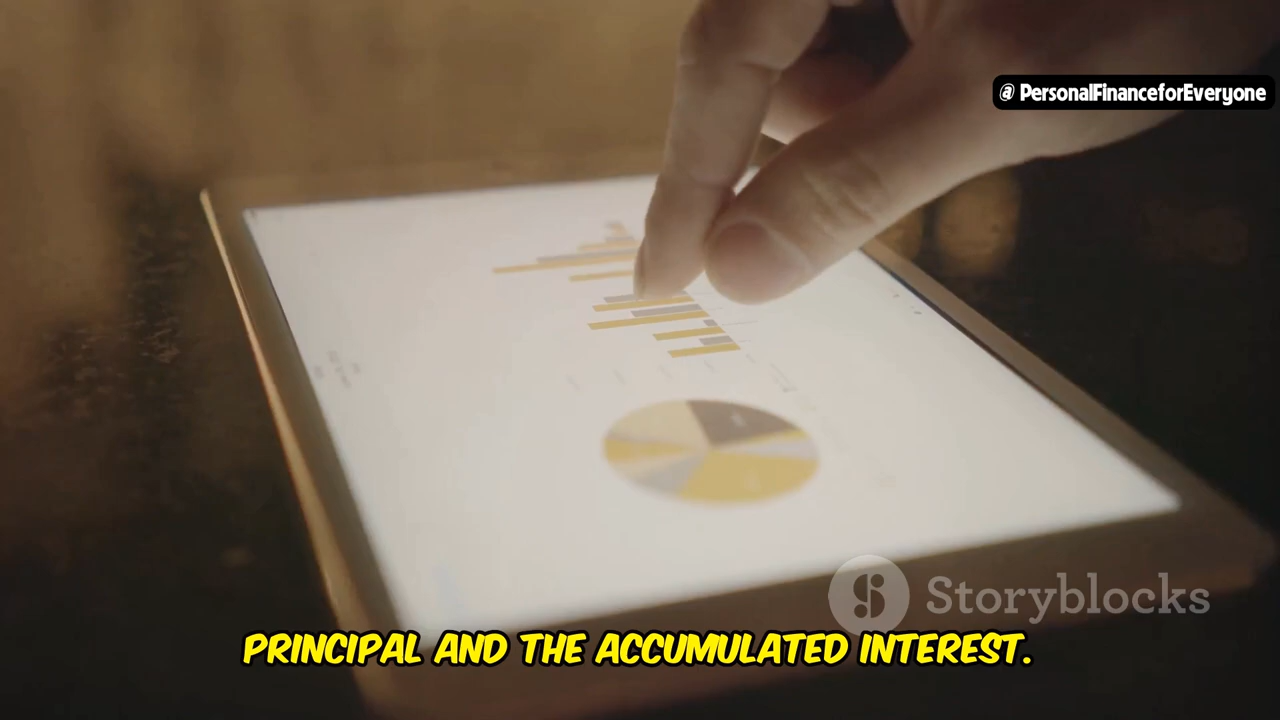 @ PersonalFinanceforEveryone
Storyblocks
PRINCIPAL AND THE ACCUMULATED INTEREST.